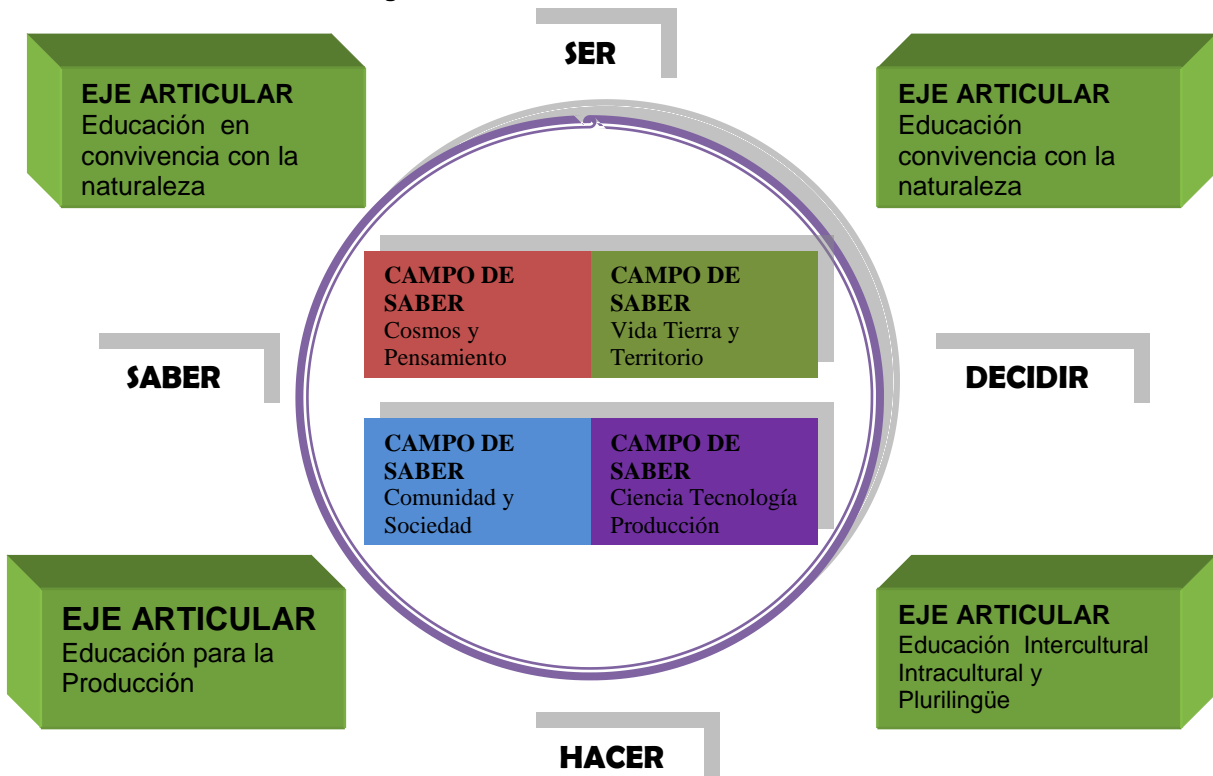 SER
EJE ARTICULAR
Educación en
convivencia con la
naturaleza
EJE ARTICULAR
Educación
convivencia con la
naturaleza
CAMPO DE
SABER
Cosmos y
Pensamiento
CAMPO DE
SABER
Vida Tierra y
Territorio
SABER
DECIDIR
CAMPO DE
SABER
Comunidad y
Sociedad
CAMPO DE
SABER
Ciencia Tecnología
Producción
EJE ARTICULAR
Educación para la
Producción
EJE ARTICULAR
Educación Intercultural
Intracultural y
Plurilingüe
HACER